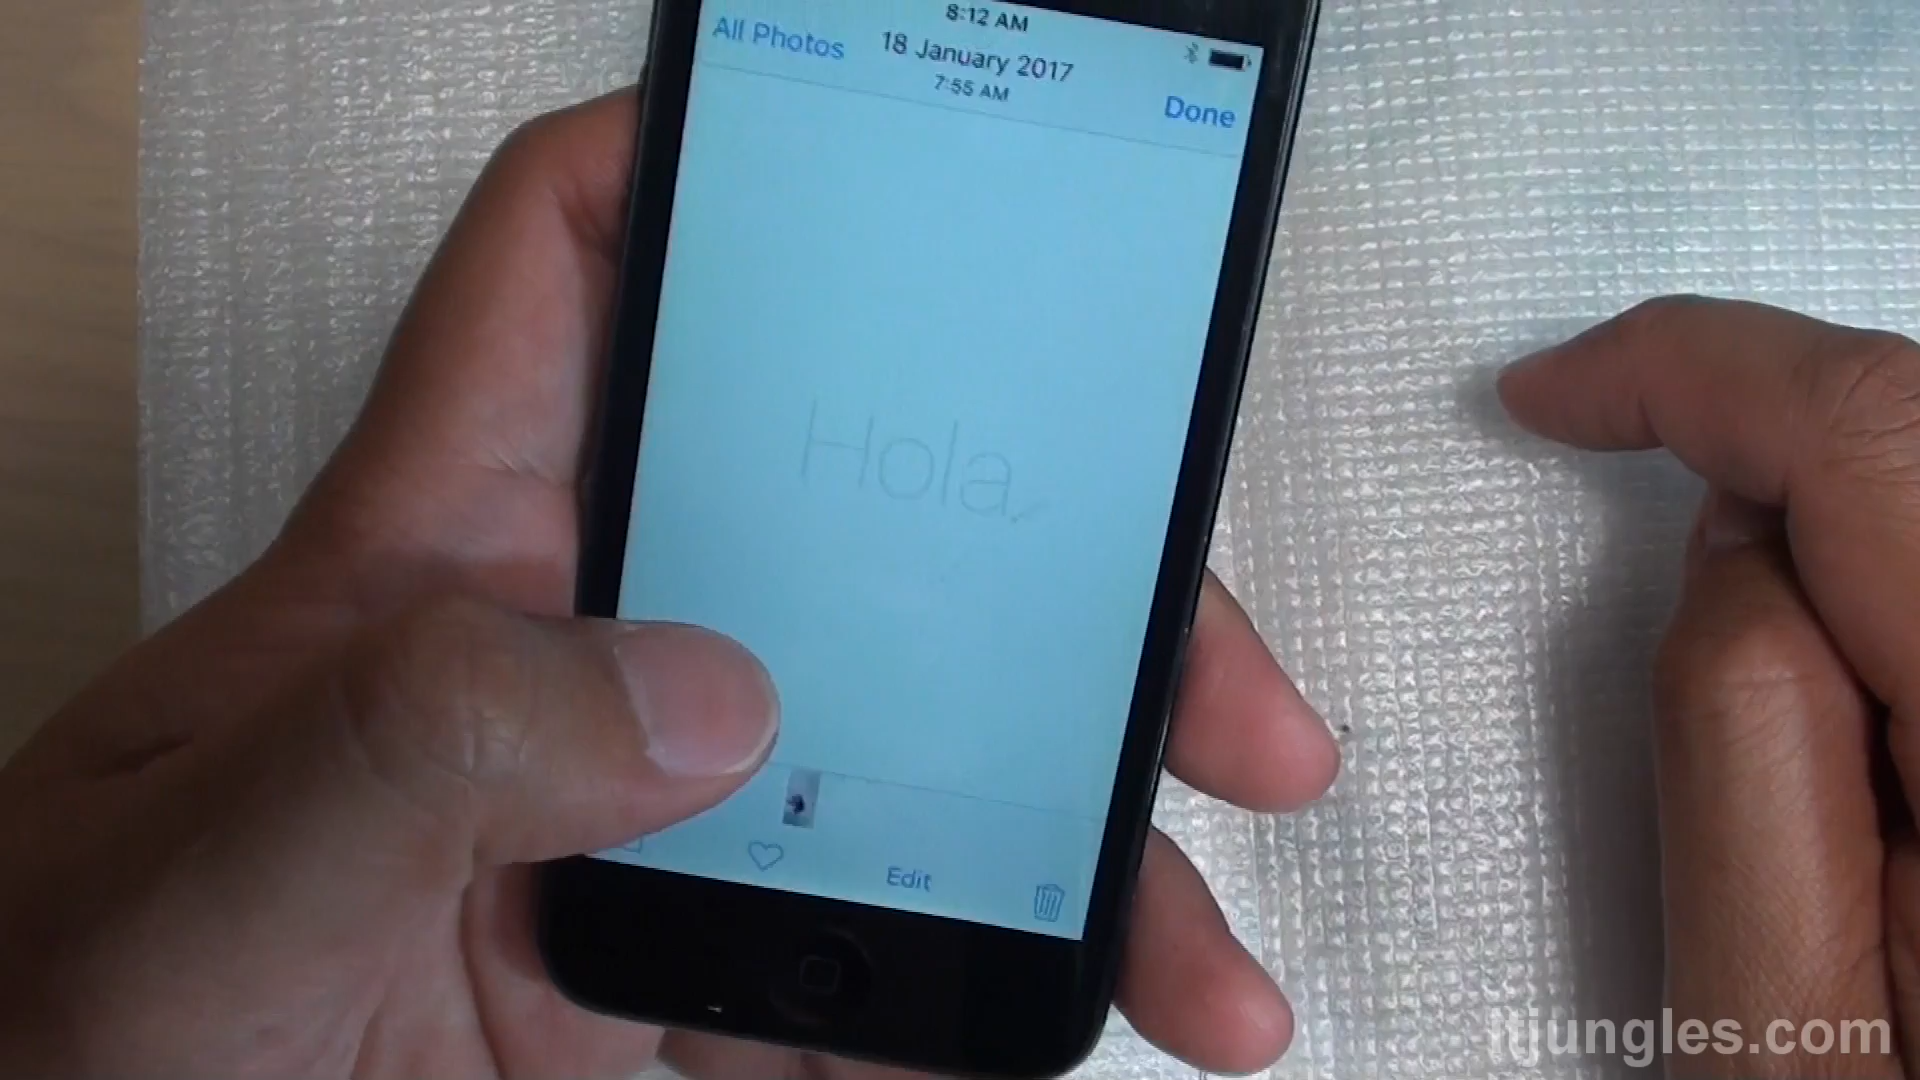 8:12 AM
All Photos
18 January 2017
7:55 AM
Done
Hola.
Edit
itjungles.com